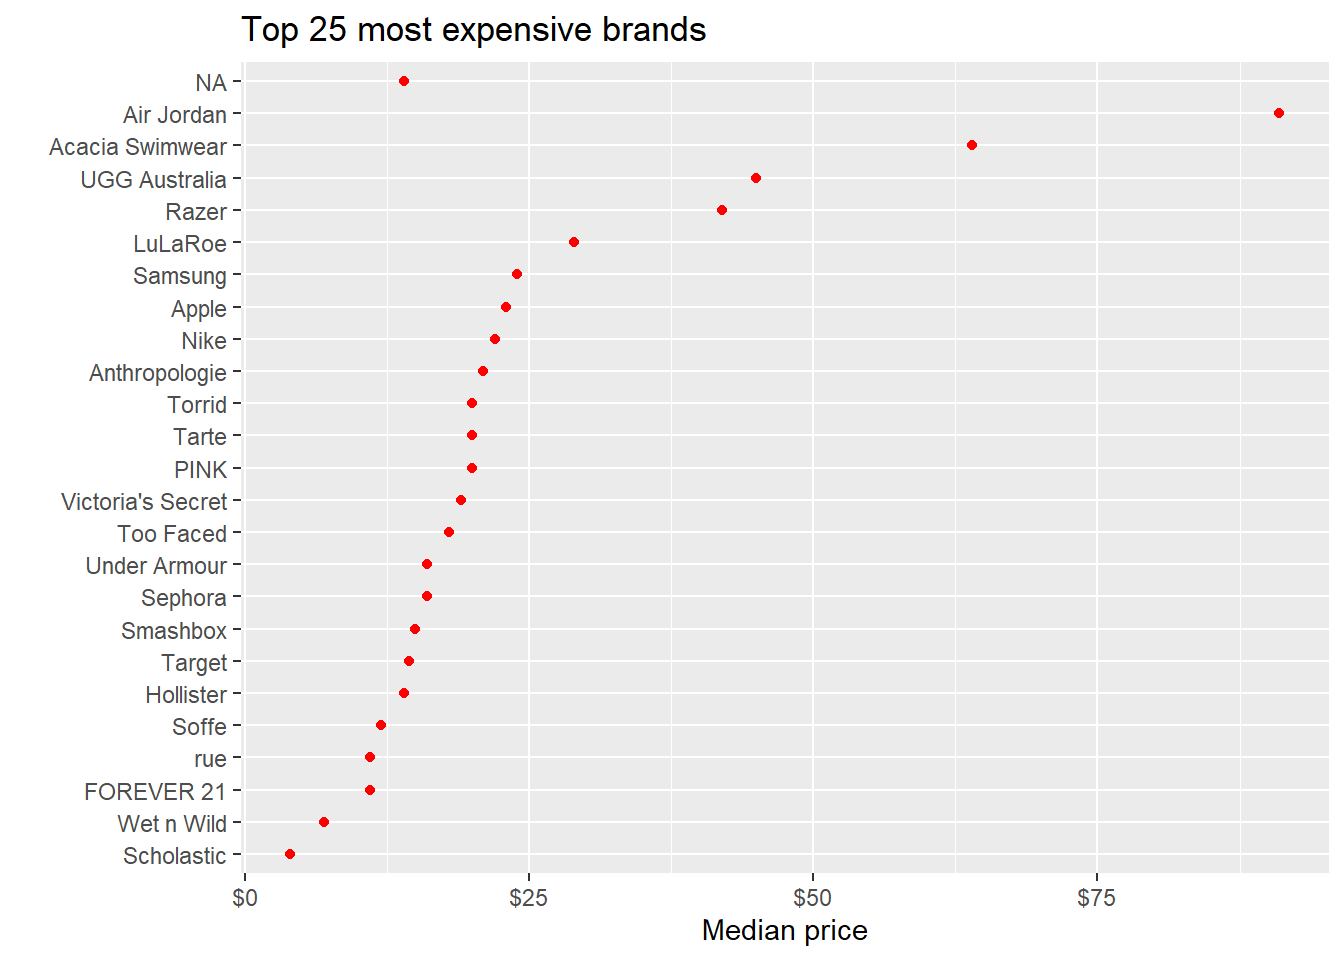 Top 25 most expensive brands
NA
Air Jordan
Acacia Swimwear
UGG Australia
Razer
LuLaRoe
Samsung
Apple
Nike
Anthropologie
Torrid
Tarte
PINK
Victoria's Secret
Too Faced
Under Armour
Sephora
Smashbox
Target
Hollister
Soffe
rue
FOREVER 21
Wet n Wild
Scholastic
$0 $25 $50 $75
Median price